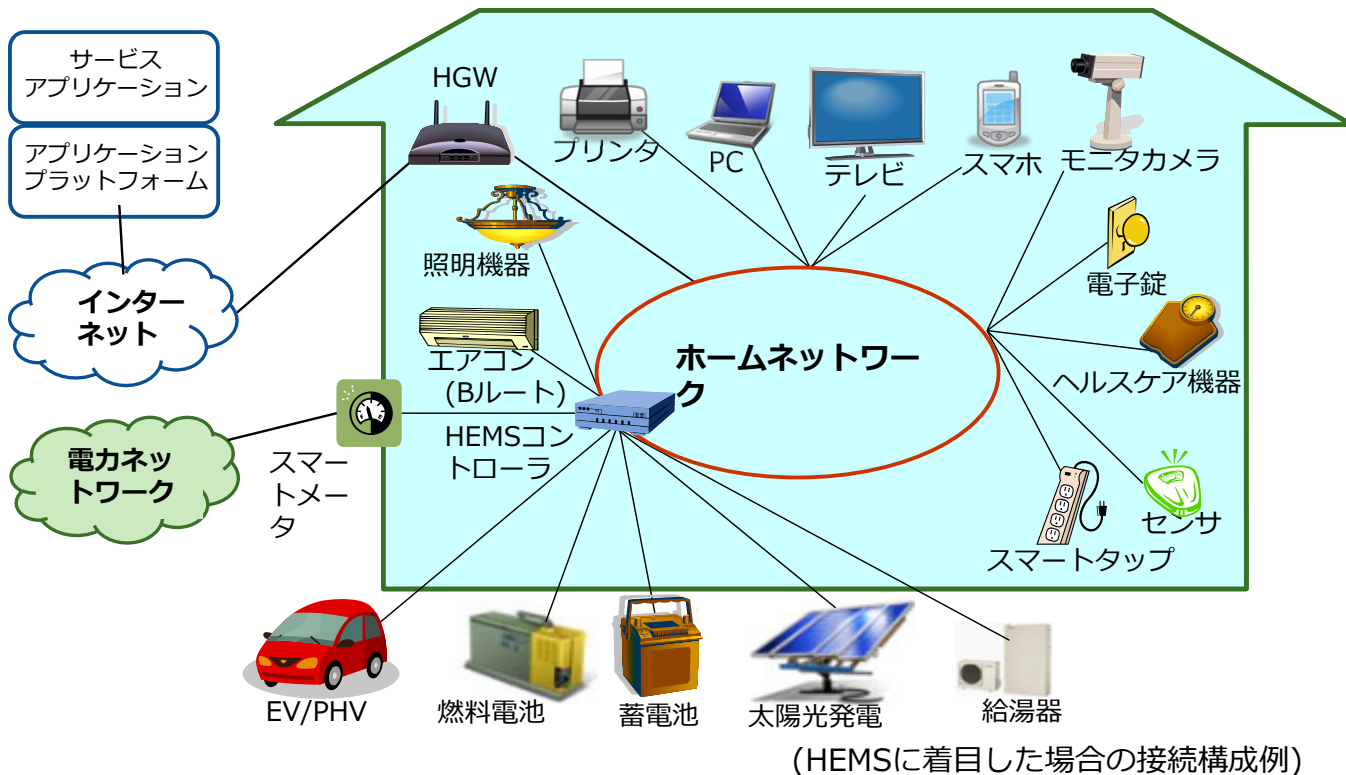 サービス
アプリケーション
アプリケーション
プラットフォーム
インター
ネット
電力ネッ
トワーク
HGW
プリンタ
PC
テレビ
スマホ
モニタカメラ
照明機器
電子錠
エアコン
(Bルート)
ホームネットワー
ク
ヘルスケア機器
HEMSコン
トローラ
スマー
トメー
タ
センサ
スマートタップ
EV/PHV
燃料電池
蓄電池
太陽光発電
給湯器
(HEMSに着目した場合の接続構成例)